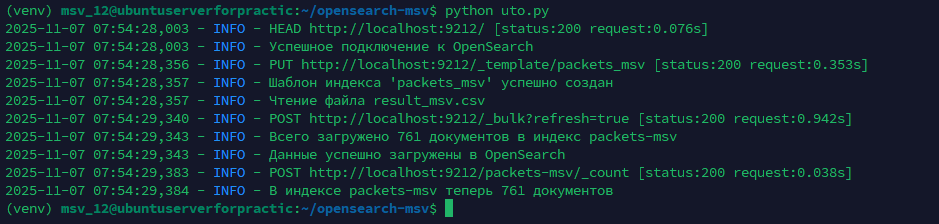 (venv) msv_12@ubuntuserverforpractic:~/opensearch-msv$ python uto.py
2025-11-07 07:54:28,003 - INFO - HEAD http://localhost:9212/ [status:200 request:0.076s]
2025-11-07 07:54:28,003 - INFO - Успешное подключение к OpenSearch
2025-11-07 07:54:28,356 - INFO - PUT http://localhost:9212/_template/packets_msv [status:200 request:0.353s]
2025-11-07 07:54:28,357 - INFO - Шаблон индекса 'packets_msv' успешно создан
2025-11-07 07:54:28,357 - INFO - Чтение файла result_msv.csv
2025-11-07 07:54:29,340 - INFO - POST http://localhost:9212/_bulk?refresh=true [status:200 request:0.942s]
2025-11-07 07:54:29,343 - INFO - Всего загружено 761 документов в индекс packets-msv
2025-11-07 07:54:29,343 - INFO - Данные успешно загружены в OpenSearch
2025-11-07 07:54:29,383 - INFO - POST http://localhost:9212/packets-msv/_count [status:200 request:0.038s]
2025-11-07 07:54:29,384 - INFO - В индексе packets-msv теперь 761 документов
(venv) msv_12@ubuntuserverforpractic:~/opensearch-msv$